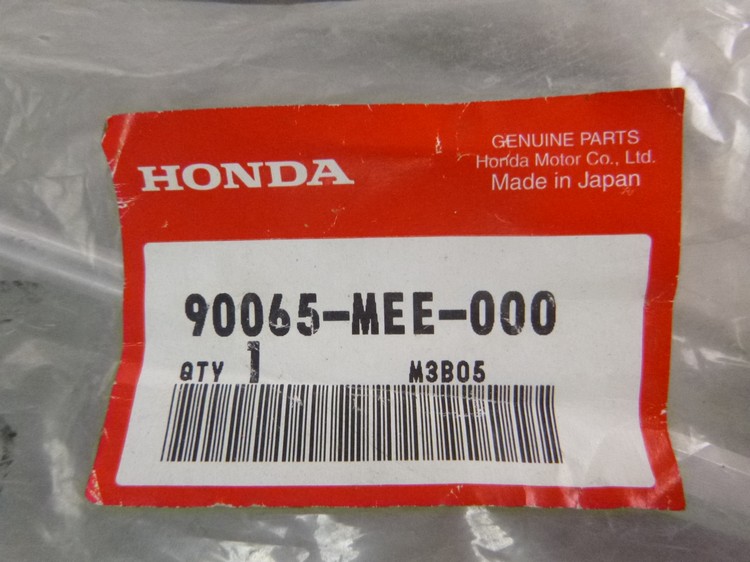 HONDA
GENUINE PARTS
Honda Motor Co., Ltd.
Made in Japan
90065-MEE-000
QTY 1 M3B05